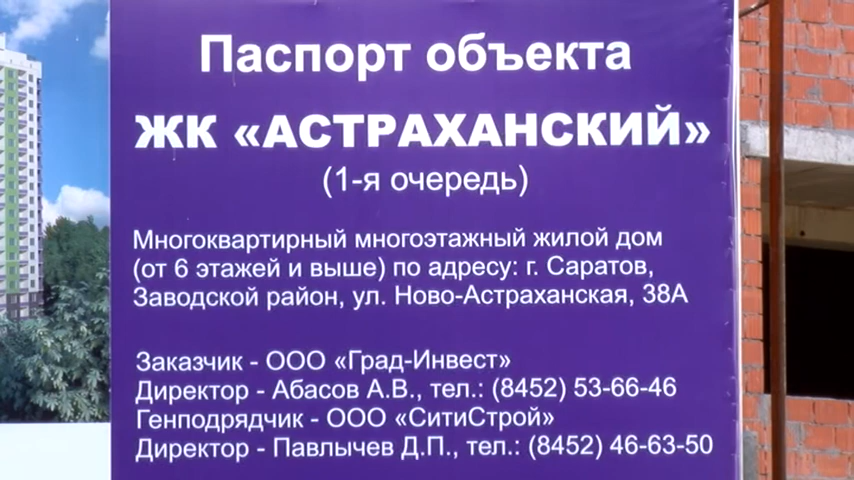 Паспорт объекта
ЖК «АСТРАХАНСКИЙ»
(1-я очередь)
Многоквартирный многоэтажный жилой дом
(от 6 этажей и выше) по адресу: г. Саратов,
Заводской район, ул. Ново-Астраханская, 38А
Заказчик - ООО «Град-Инвест»
Директор - Абасов А.В., тел.: (8452) 53-66-46
Генподрядчик - ООО «СитиСтрой»
Директор - Павлычев Д.П., тел.: (8452) 46-63-50